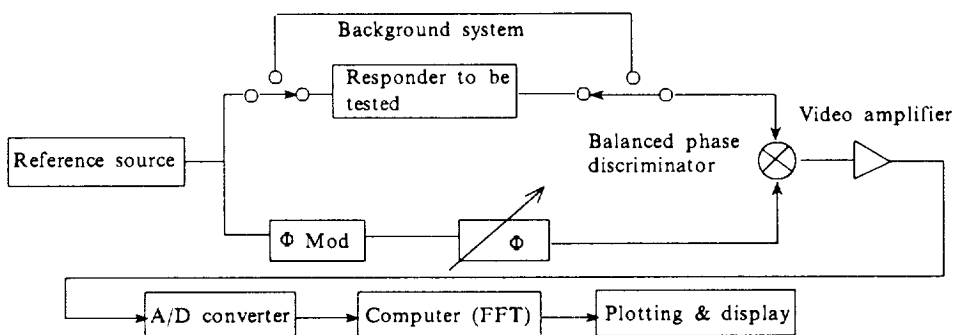 Background system
Responder to be
tested
Video amplifier
Balanced phase
discriminator
Reference source
Φ Mod
Φ
A/D converter
Computer (FFT)
Plotting & display